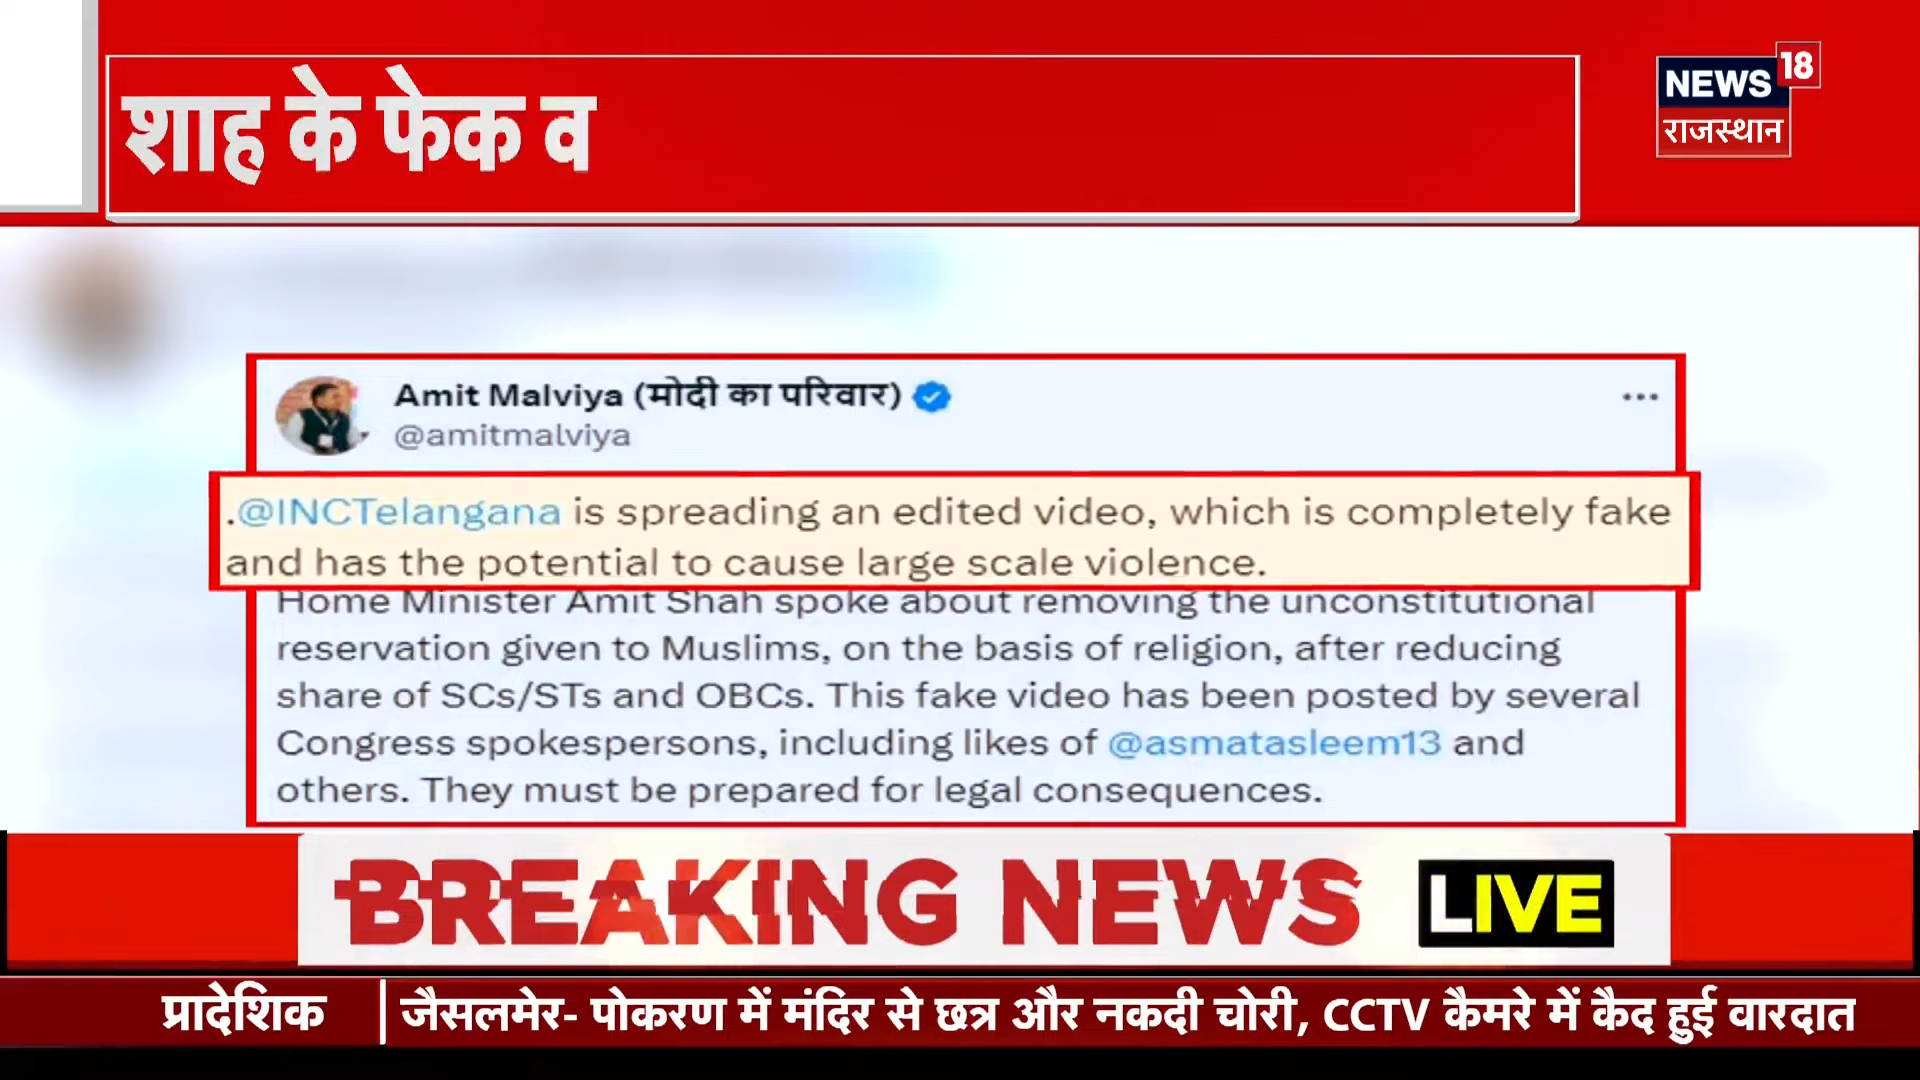 शाह के फेक व
NEWS 18
राजस्थान
Amit Malviya (मोदी का परिवार)
@amitmalviya
.@INCTelangana is spreading an edited video, which is completely fake
and has the potential to cause large scale violence.
Home Minister Amit Shah spoke about removing the unconstitutional
reservation given to Muslims, on the basis of religion, after reducing
share of SCs/STs and OBCs. This fake video has been posted by several
Congress spokespersons, including likes of @asmatasleem13 and
others. They must be prepared for legal consequences.
BREAKING NEWS LIVE
प्रादेशिक जैसलमेर- पोकरण में मंदिर से छत्र और नकदी चोरी, CCTV कैमरे में कैद हुई वारदात